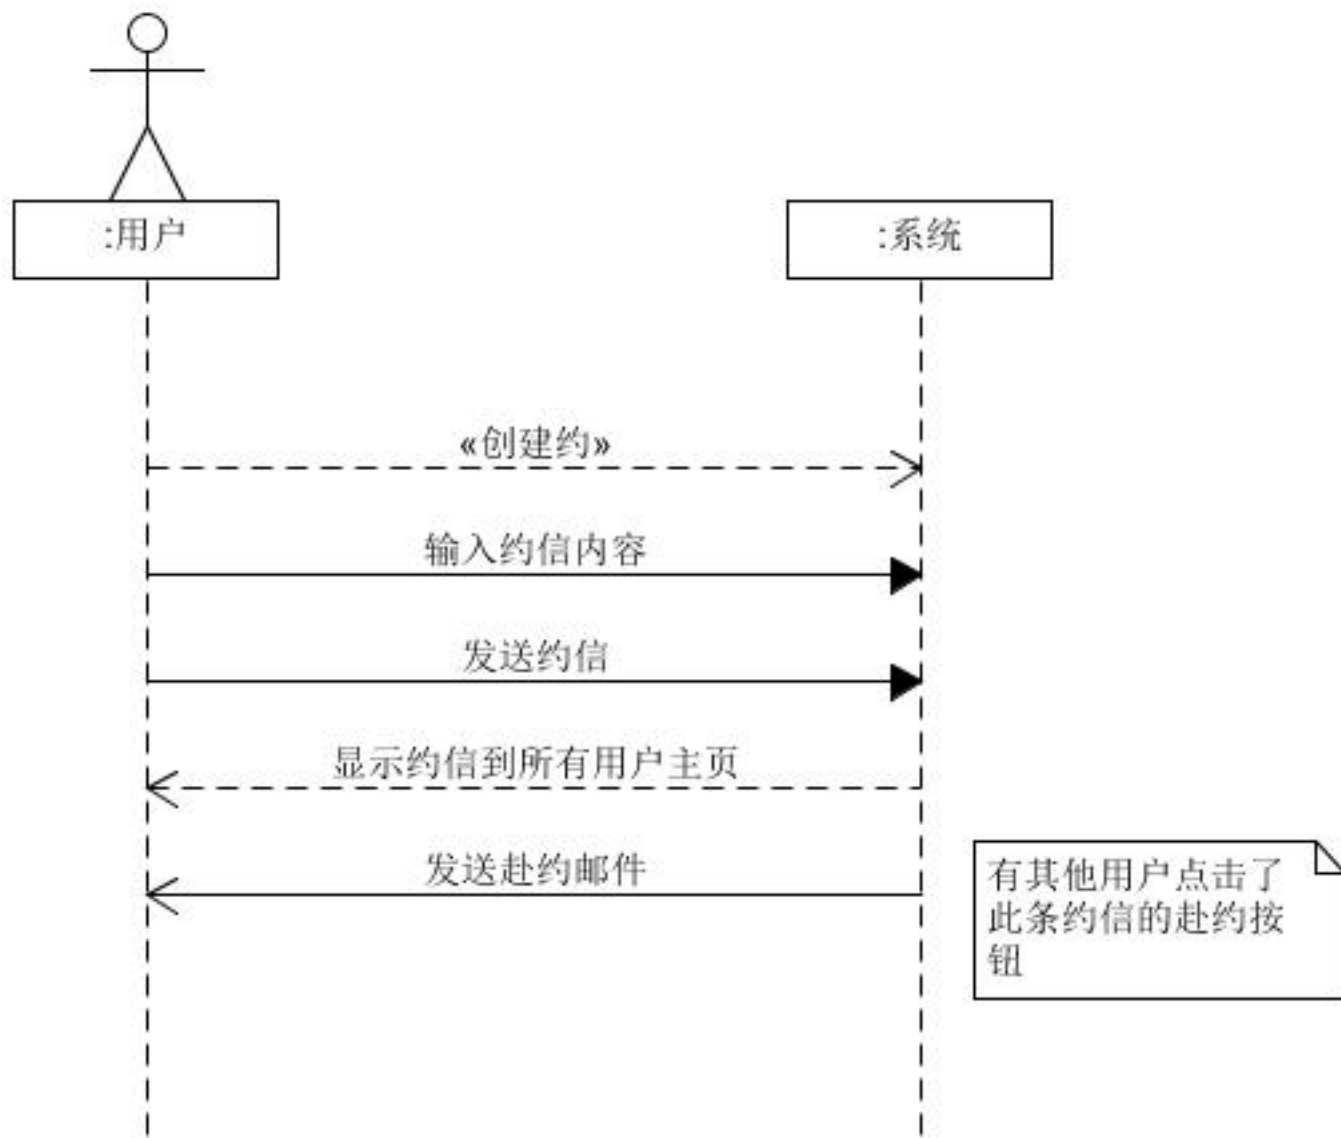 :用户
:系统
«创建约»
输入约信内容
发送约信
显示约信到所有用户主页
发送赴约邮件
有其他用户点击了
此条约信的赴约按
钮